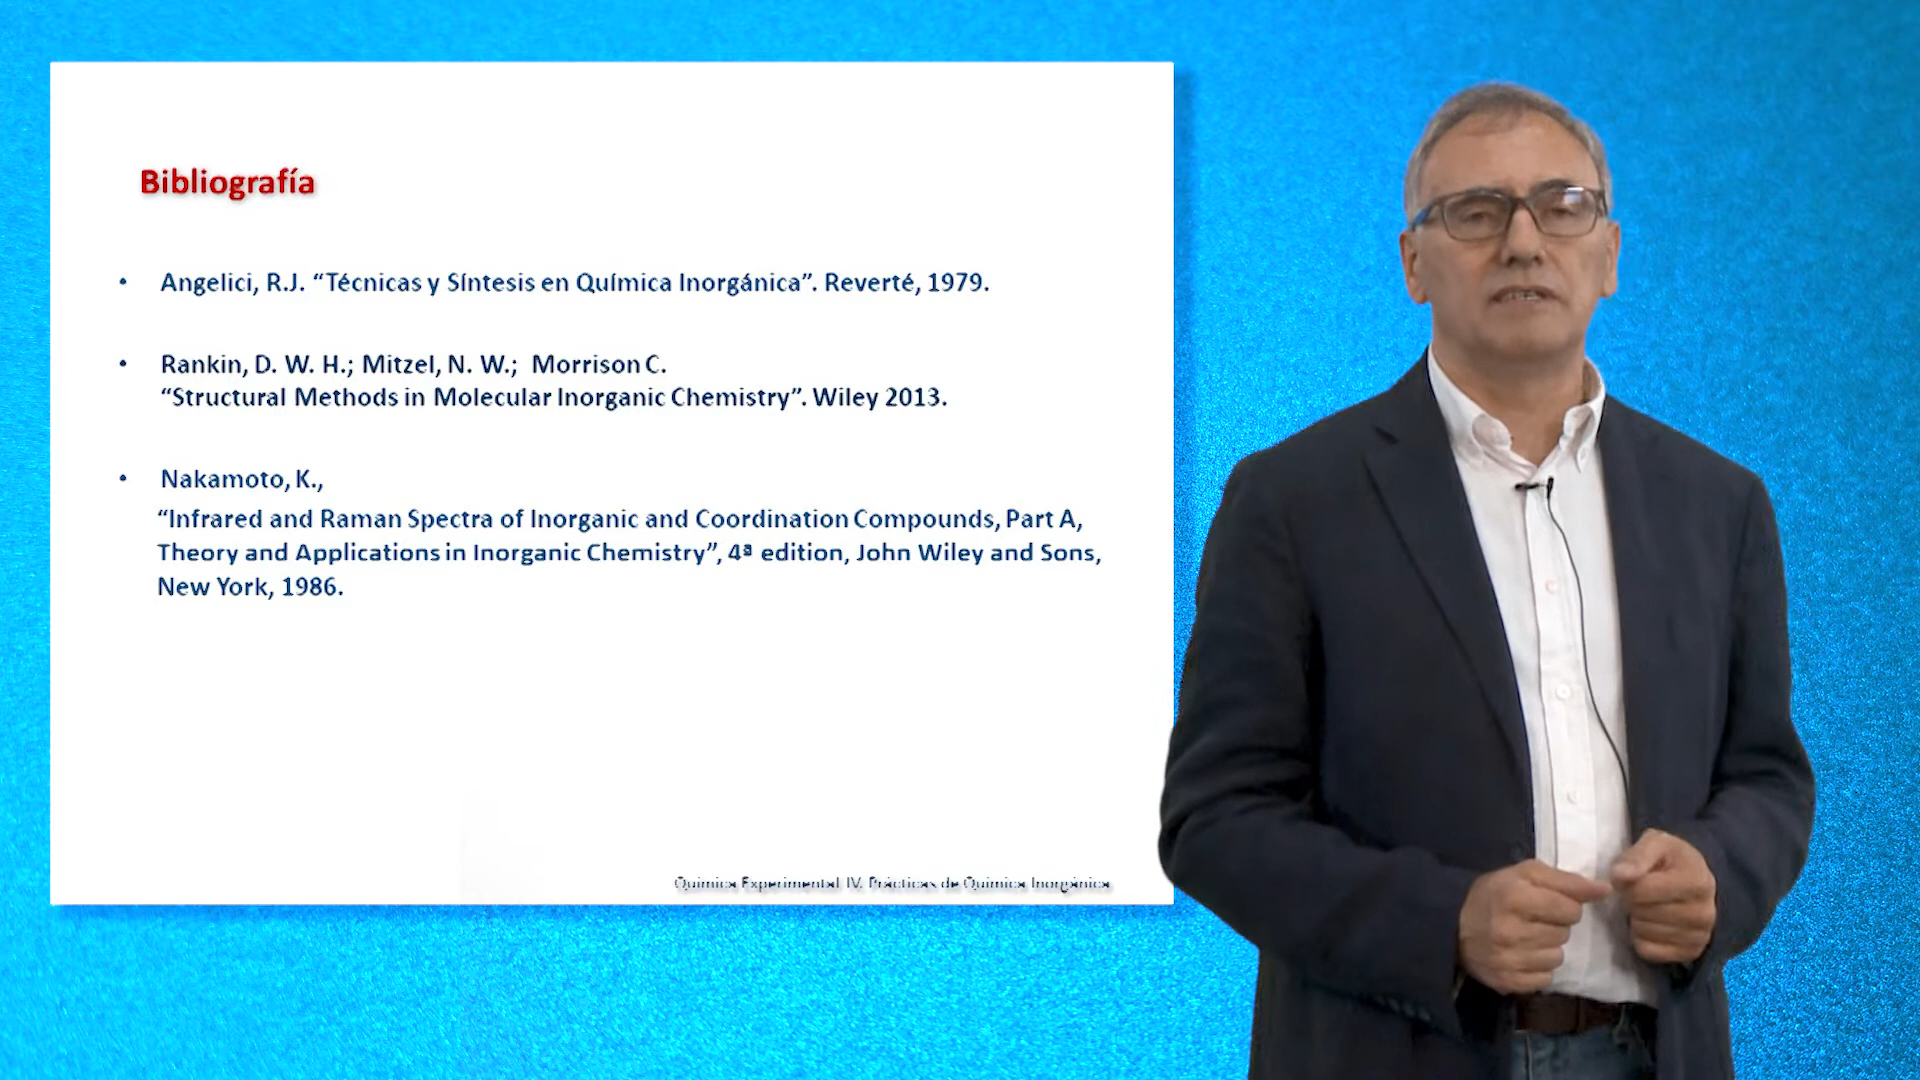 Bibliografía
• Angelici, R.J. “Técnicas y Síntesis en Química Inorgánica”. Reverté, 1979.
• Rankin, D. W. H.; Mitzel, N. W.; Morrison C.
“Structural Methods in Molecular Inorganic Chemistry”. Wiley 2013.
• Nakamoto, K.,
“Infrared and Raman Spectra of Inorganic and Coordination Compounds, Part A,
Theory and Applications in Inorganic Chemistry”, 4ª edition, John Wiley and Sons,
New York, 1986.
Química Experimental IV. Prácticas de Química Inorgánica